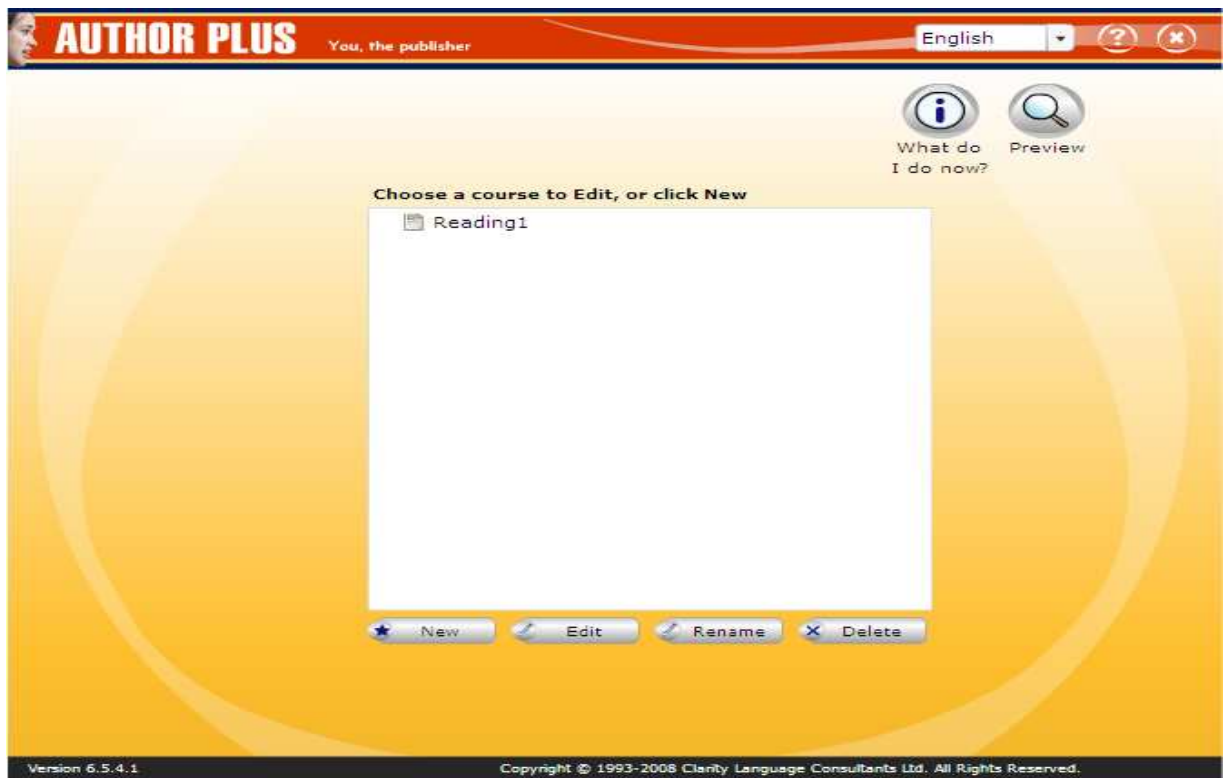 AUTHOR PLUS You, the publisher English ?
What do
I do now?
Preview
Choose a course to Edit, or click New
Reading1
New Edit Rename Delete
Version 6.5.4.1 Copyright © 1993-2008 Clarity Language Consultants Ltd. All Rights Reserved.